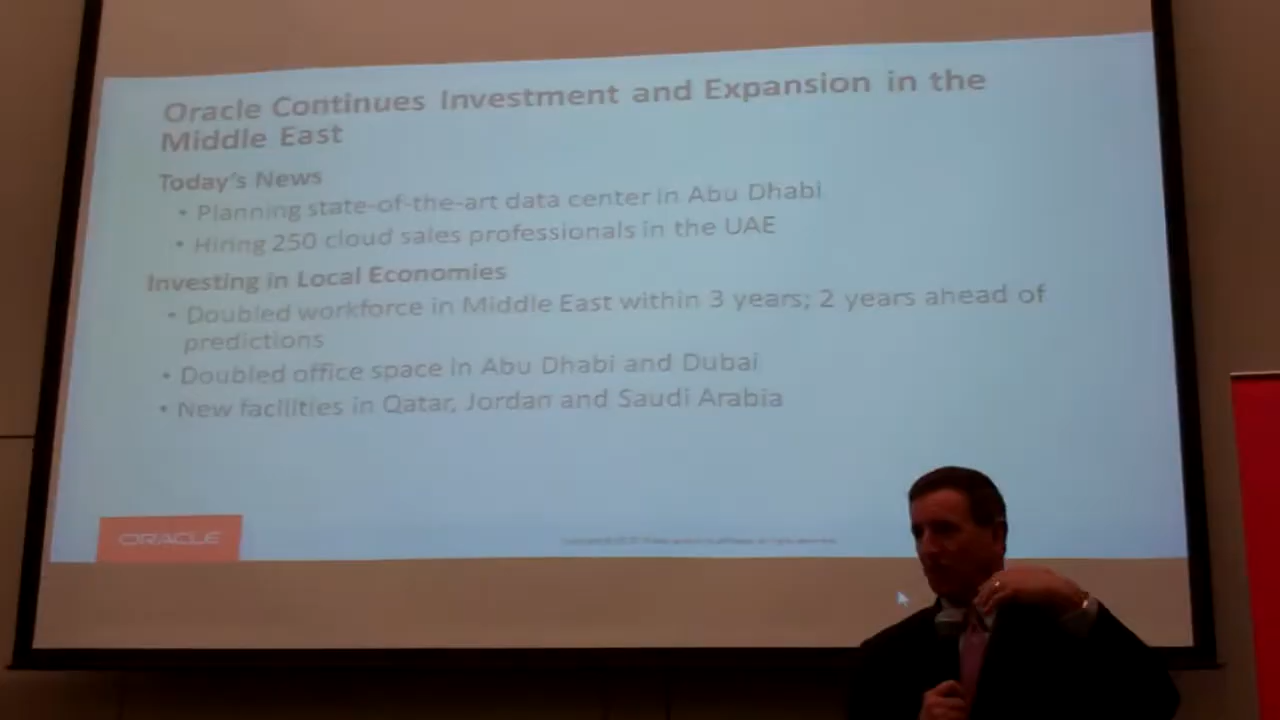 Oracle Continues Investment and Expansion in the
Middle East
Today's News
• Planning state-of-the-art data center in Abu Dhabi
• Hiring 250 cloud sales professionals in the UAE
Investing in Local Economies
• Doubled workforce in Middle East within 3 years; 2 years ahead of
predictions
• Doubled office space in Abu Dhabi and Dubai
• New facilities in Qatar, Jordan and Saudi Arabia
ORACLE